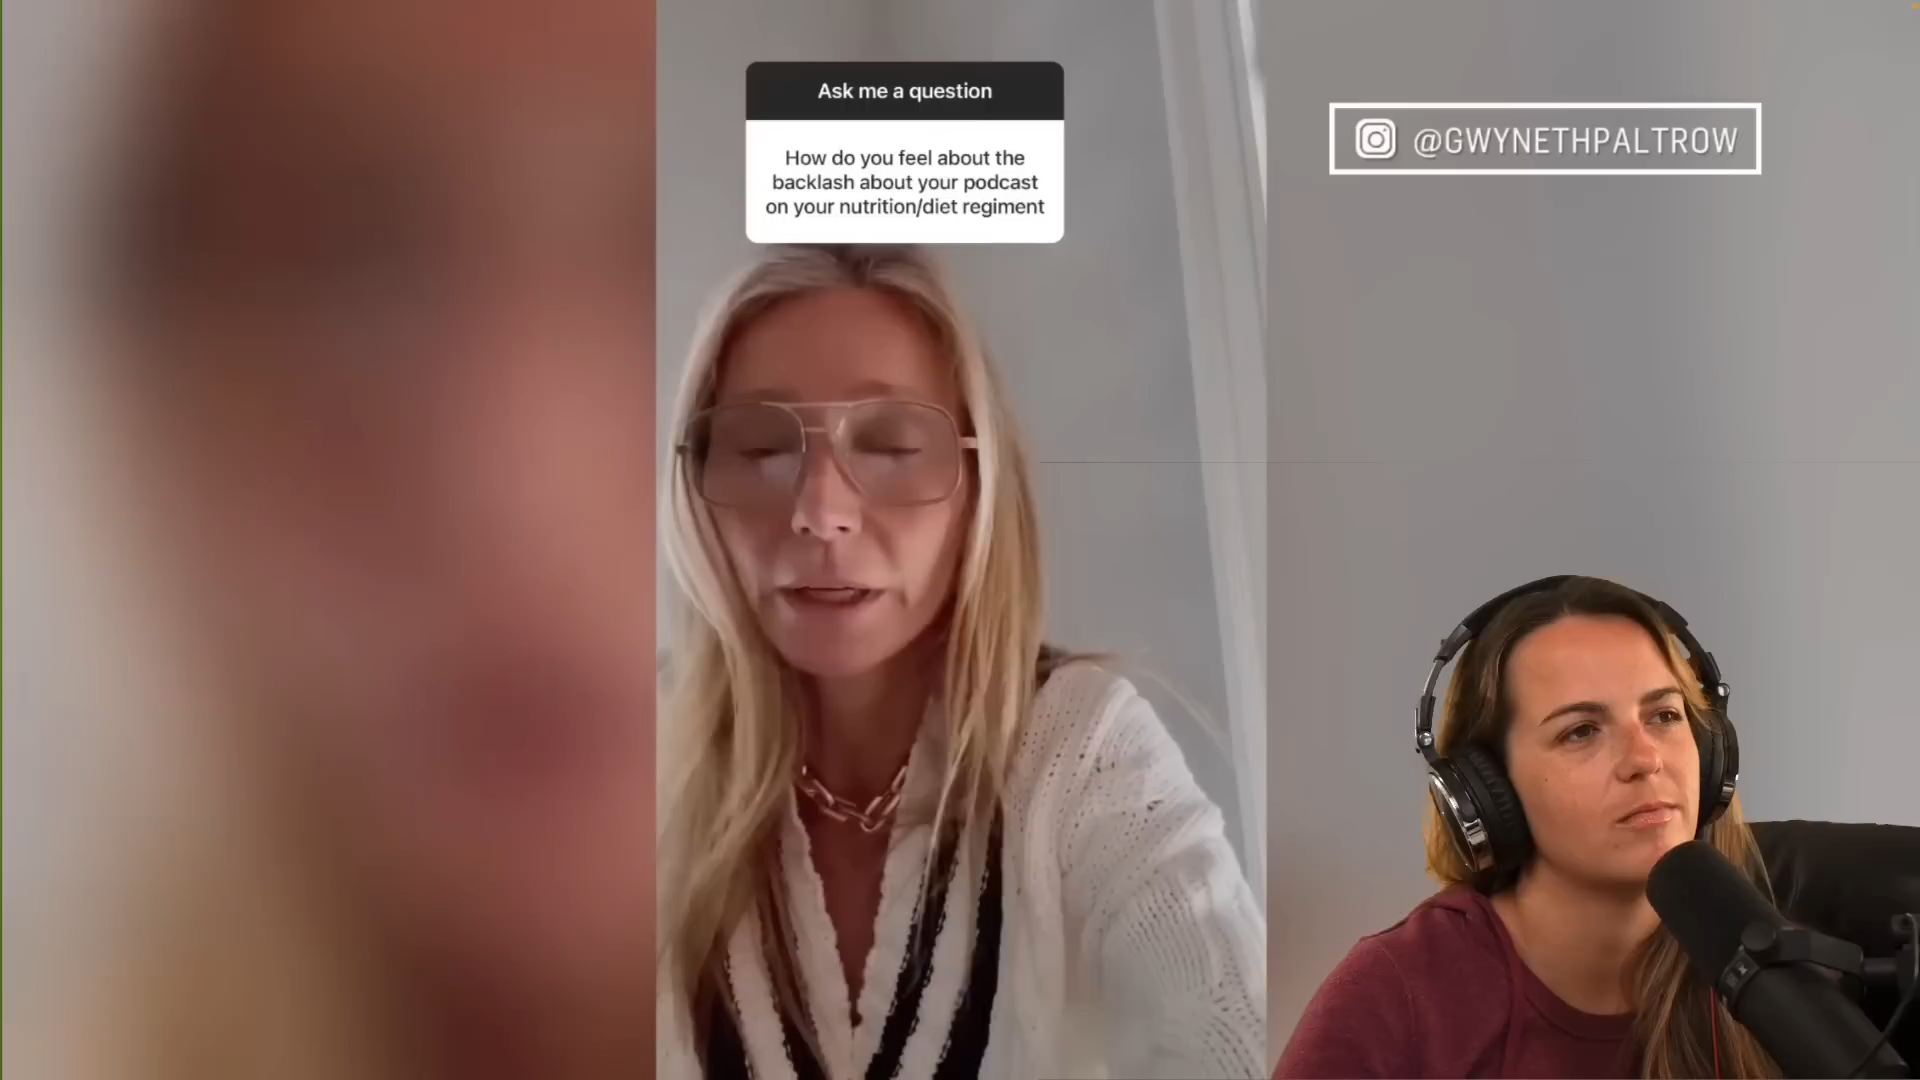 Ask me a question
How do you feel about the
backlash about your podcast
on your nutrition/diet regiment
@GWYNETHPALTROW